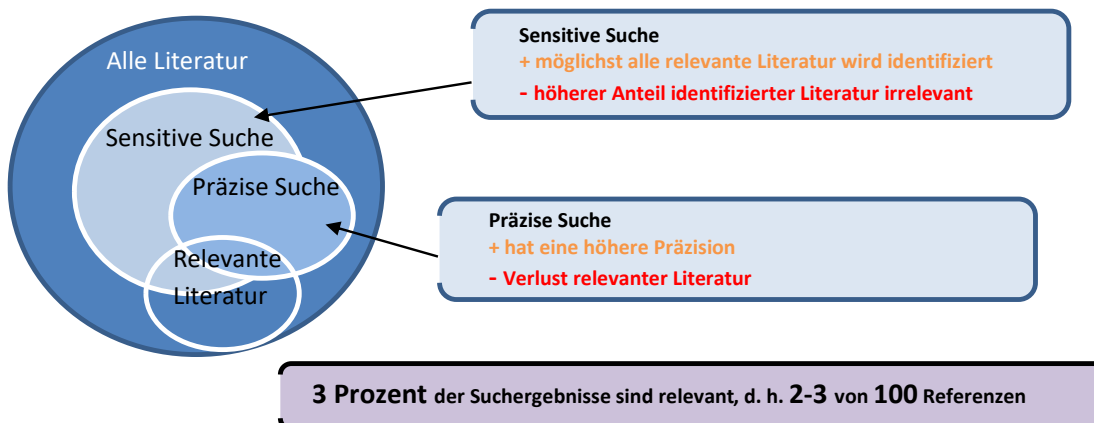 Alle Literatur
Sensitive Suche
Präzise Suche
Relevante
Literatur
Sensitive Suche
+ möglichst alle relevante Literatur wird identifiziert
- höherer Anteil identifizierter Literatur irrelevant
Präzise Suche
+ hat eine höhere Präzision
- Verlust relevanter Literatur
3 Prozent der Suchergebnisse sind relevant, d. h. 2-3 von 100 Referenzen